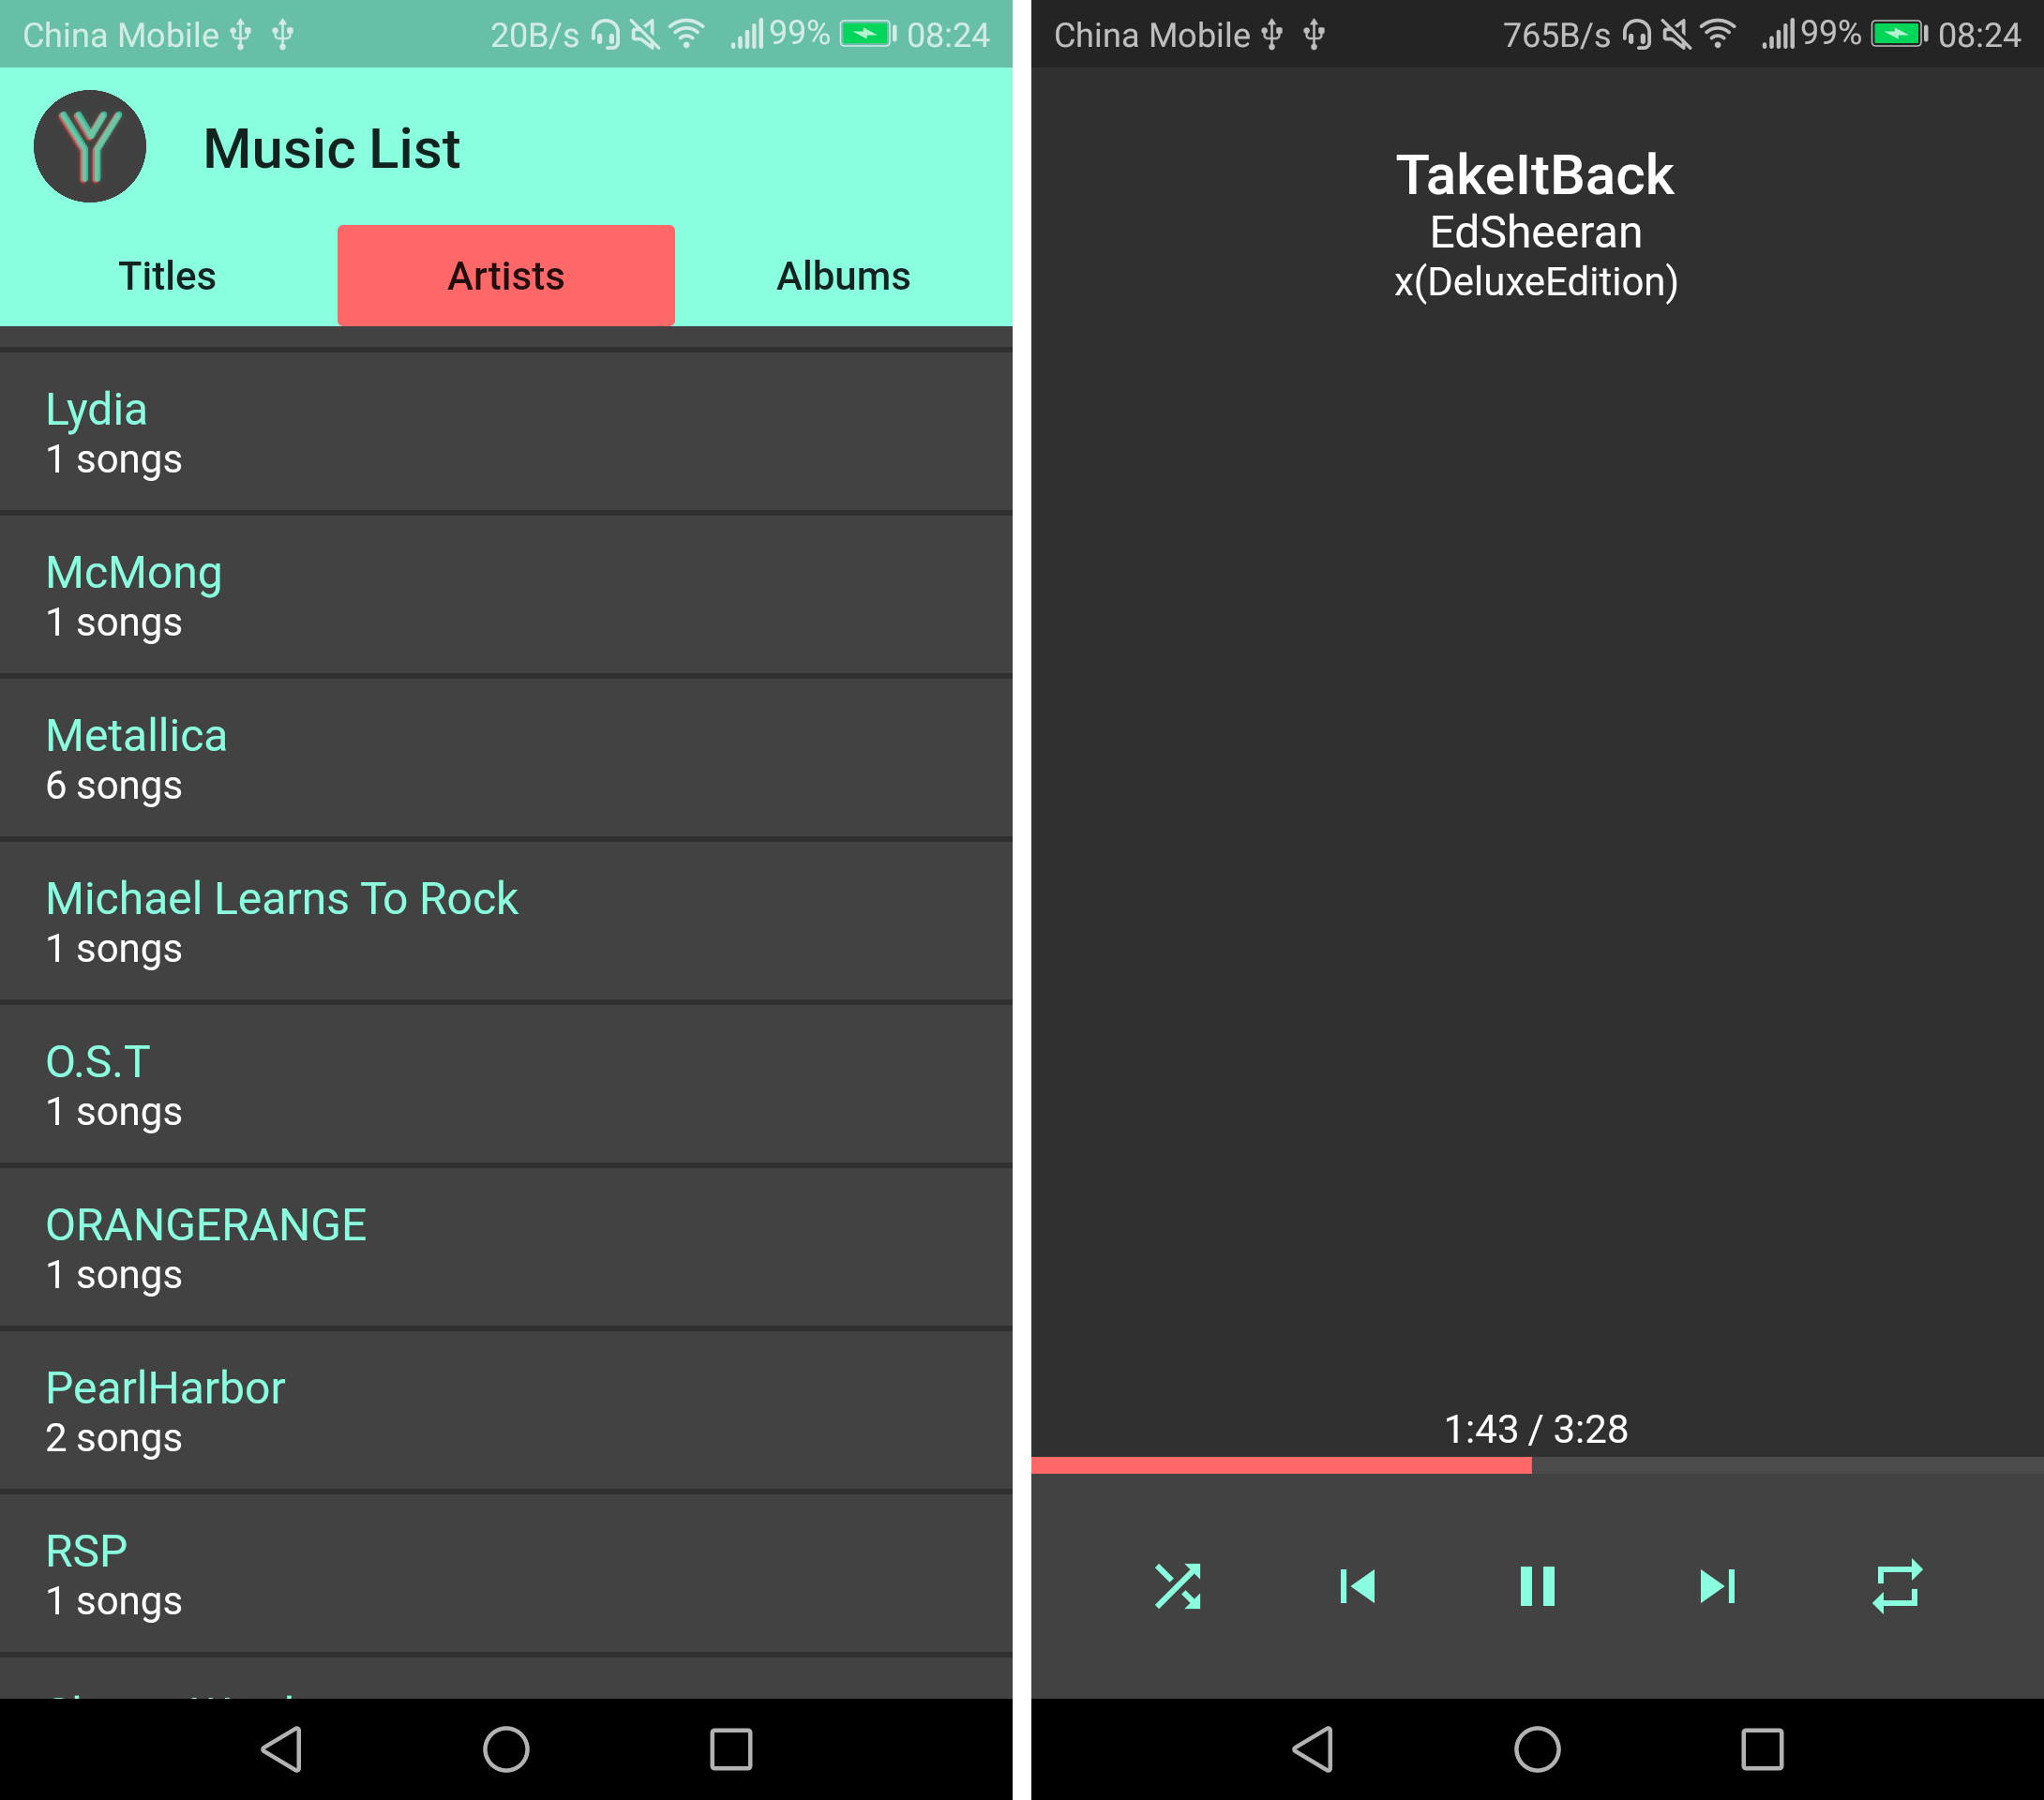 China Mobile 20B/s 99% 08:24
Music List
Titles Artists Albums
Lydia
1 songs
McMong
1 songs
Metallica
6 songs
Michael Learns To Rock
1 songs
O.S.T
1 songs
ORANGERANGE
1 songs
PearlHarbor
2 songs
RSP
1 songs
China Mobile 765B/s 99% 08:24
TakeItBack
EdSheeran
x(DeluxeEdition)
1:43 / 3:28